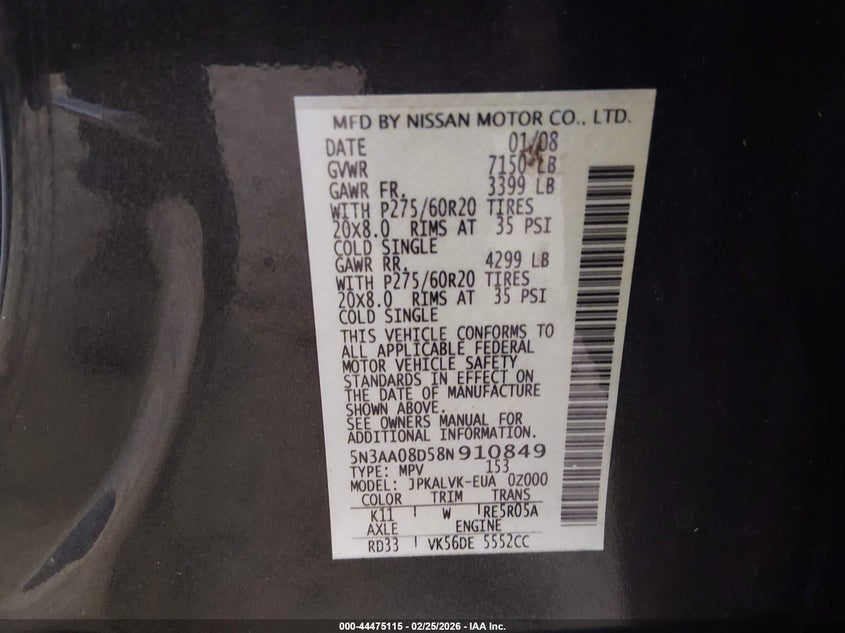 MFD BY NISSAN MOTOR CO., LTD.
DATE 01/08
GVWR 7150 LB
GAWR FR. 3399 LB
WITH P275/60R20 TIRES
20X8.0 RIMS AT 35 PSI
COLD SINGLE
GAWR RR. 4299 LB
WITH P275/60R20 TIRES
20X8.0 RIMS AT 35 PSI
COLD SINGLE
THIS VEHICLE CONFORMS TO
ALL APPLICABLE FEDERAL
MOTOR VEHICLE SAFETY
STANDARDS IN EFFECT ON
THE DATE OF MANUFACTURE
SHOWN ABOVE.
SEE OWNERS MANUAL FOR
ADDITIONAL INFORMATION.
5N3AA08D58N910849
TYPE: MPV 153
MODEL: JPKALVK-EUA 0Z000
COLOR TRIM TRANS
K11 W RE5R05A
AXLE ENGINE
RD33 VK56DE 5552CC
000-44475115 - 02/25/2026 - IAA Inc.